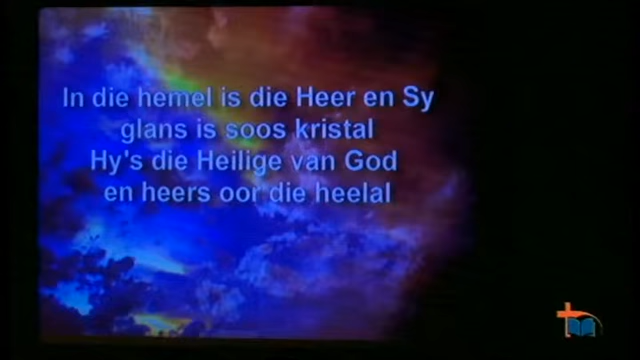 In die hemel is die Heer en Sy
glans is soos kristal
Hy's die Heilige van God
en heers oor die heelal